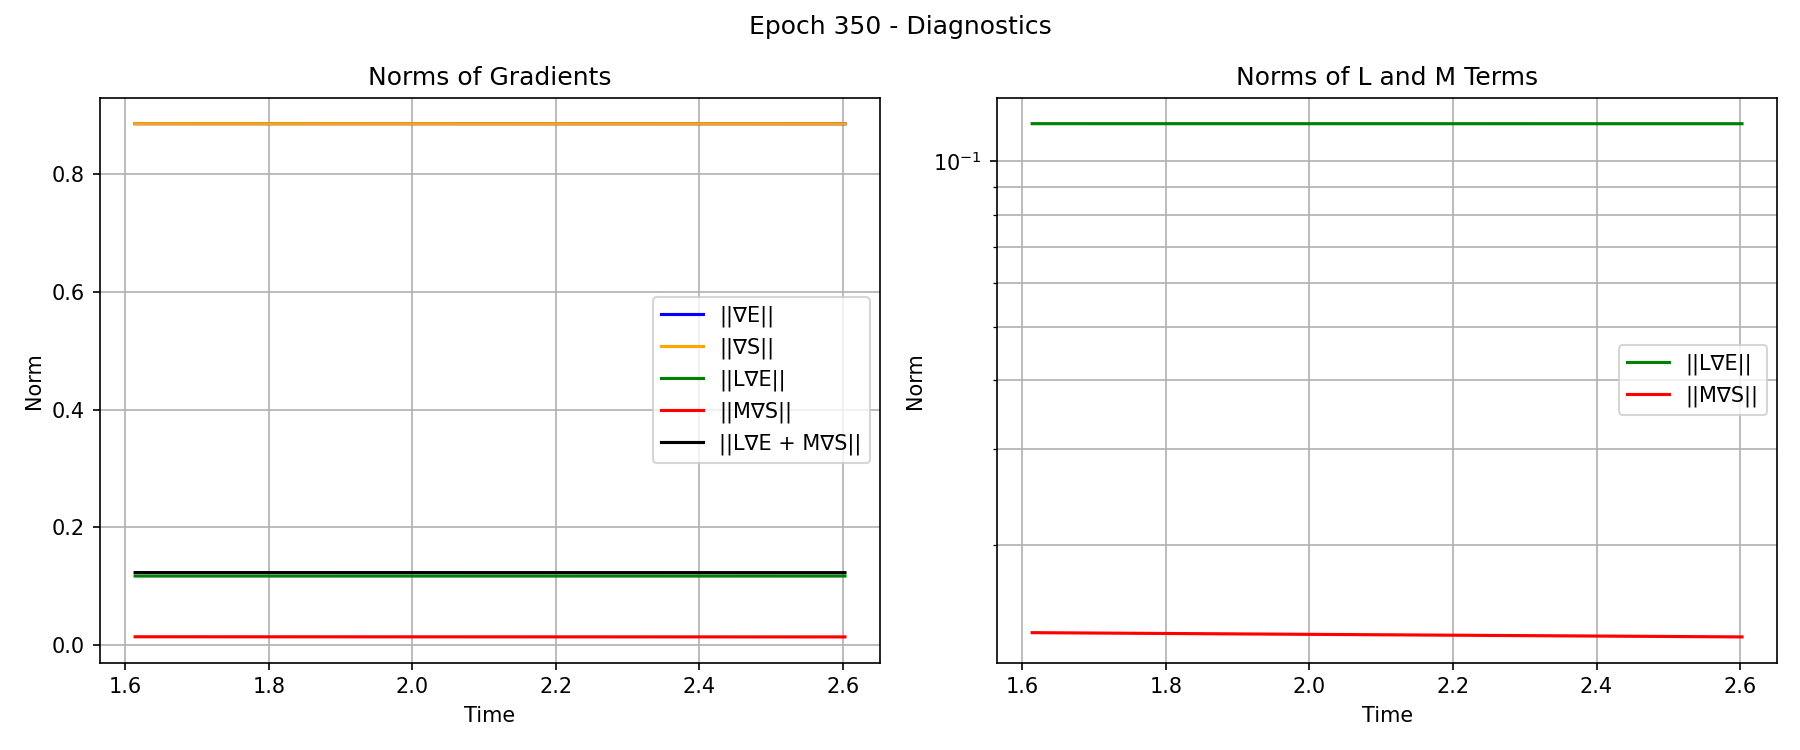 Epoch 350 - Diagnostics
Norms of Gradients
0.8
0.6
0.4
0.2
0.0
Norm
1.6 1.8 2.0 2.2 2.4 2.6
Time
||∇E||
||∇S||
||L∇E||
||M∇S||
||L∇E + M∇S||
Norms of L and M Terms
10⁻¹
Norm
1.6 1.8 2.0 2.2 2.4 2.6
Time
||L∇E||
||M∇S||